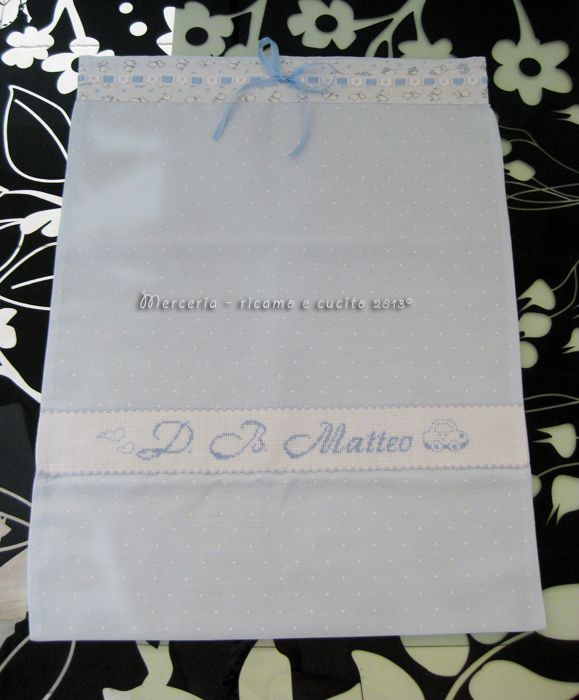 Merceria - ricamo e cucito 2013©
D. B. Matteo